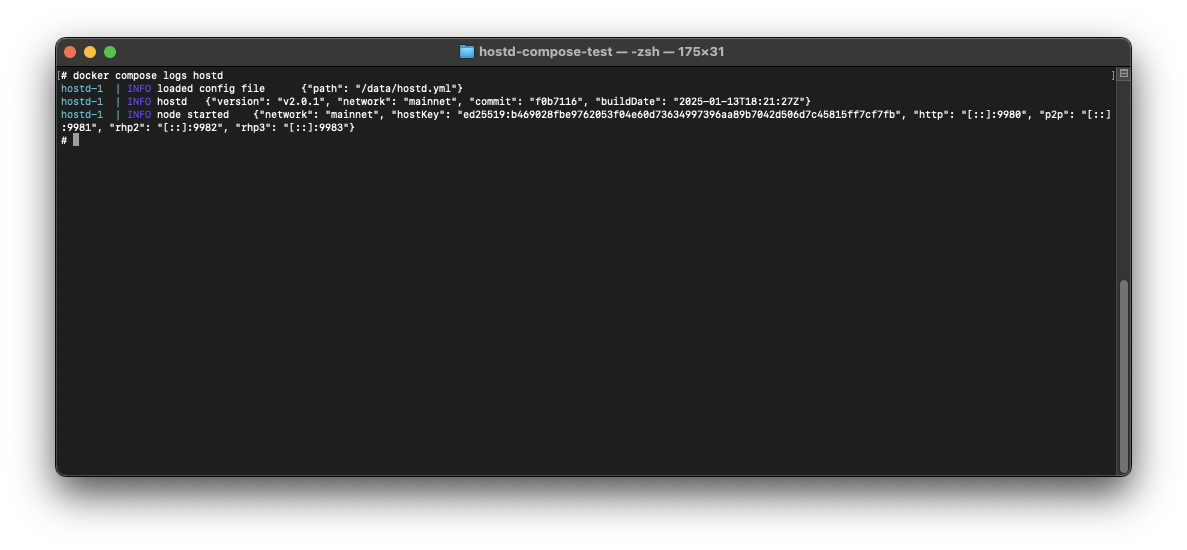 hostd-compose-test — -zsh — 175×31
[# docker compose logs hostd ]
hostd-1  | INFO loaded config file      {"path": "/data/hostd.yml"}
hostd-1  | INFO hostd   {"version": "v2.0.1", "network": "mainnet", "commit": "f0b7116", "buildDate": "2025-01-13T18:21:27Z"}
hostd-1  | INFO node started    {"network": "mainnet", "hostKey": "ed25519:b469028fbe9762053f04e60d73634997396aa89b7042d506d7c45815ff7cf7fb", "http": "[::]:9980", "p2p": "[::]
:9981", "rhp2": "[::]:9982", "rhp3": "[::]:9983"}
#